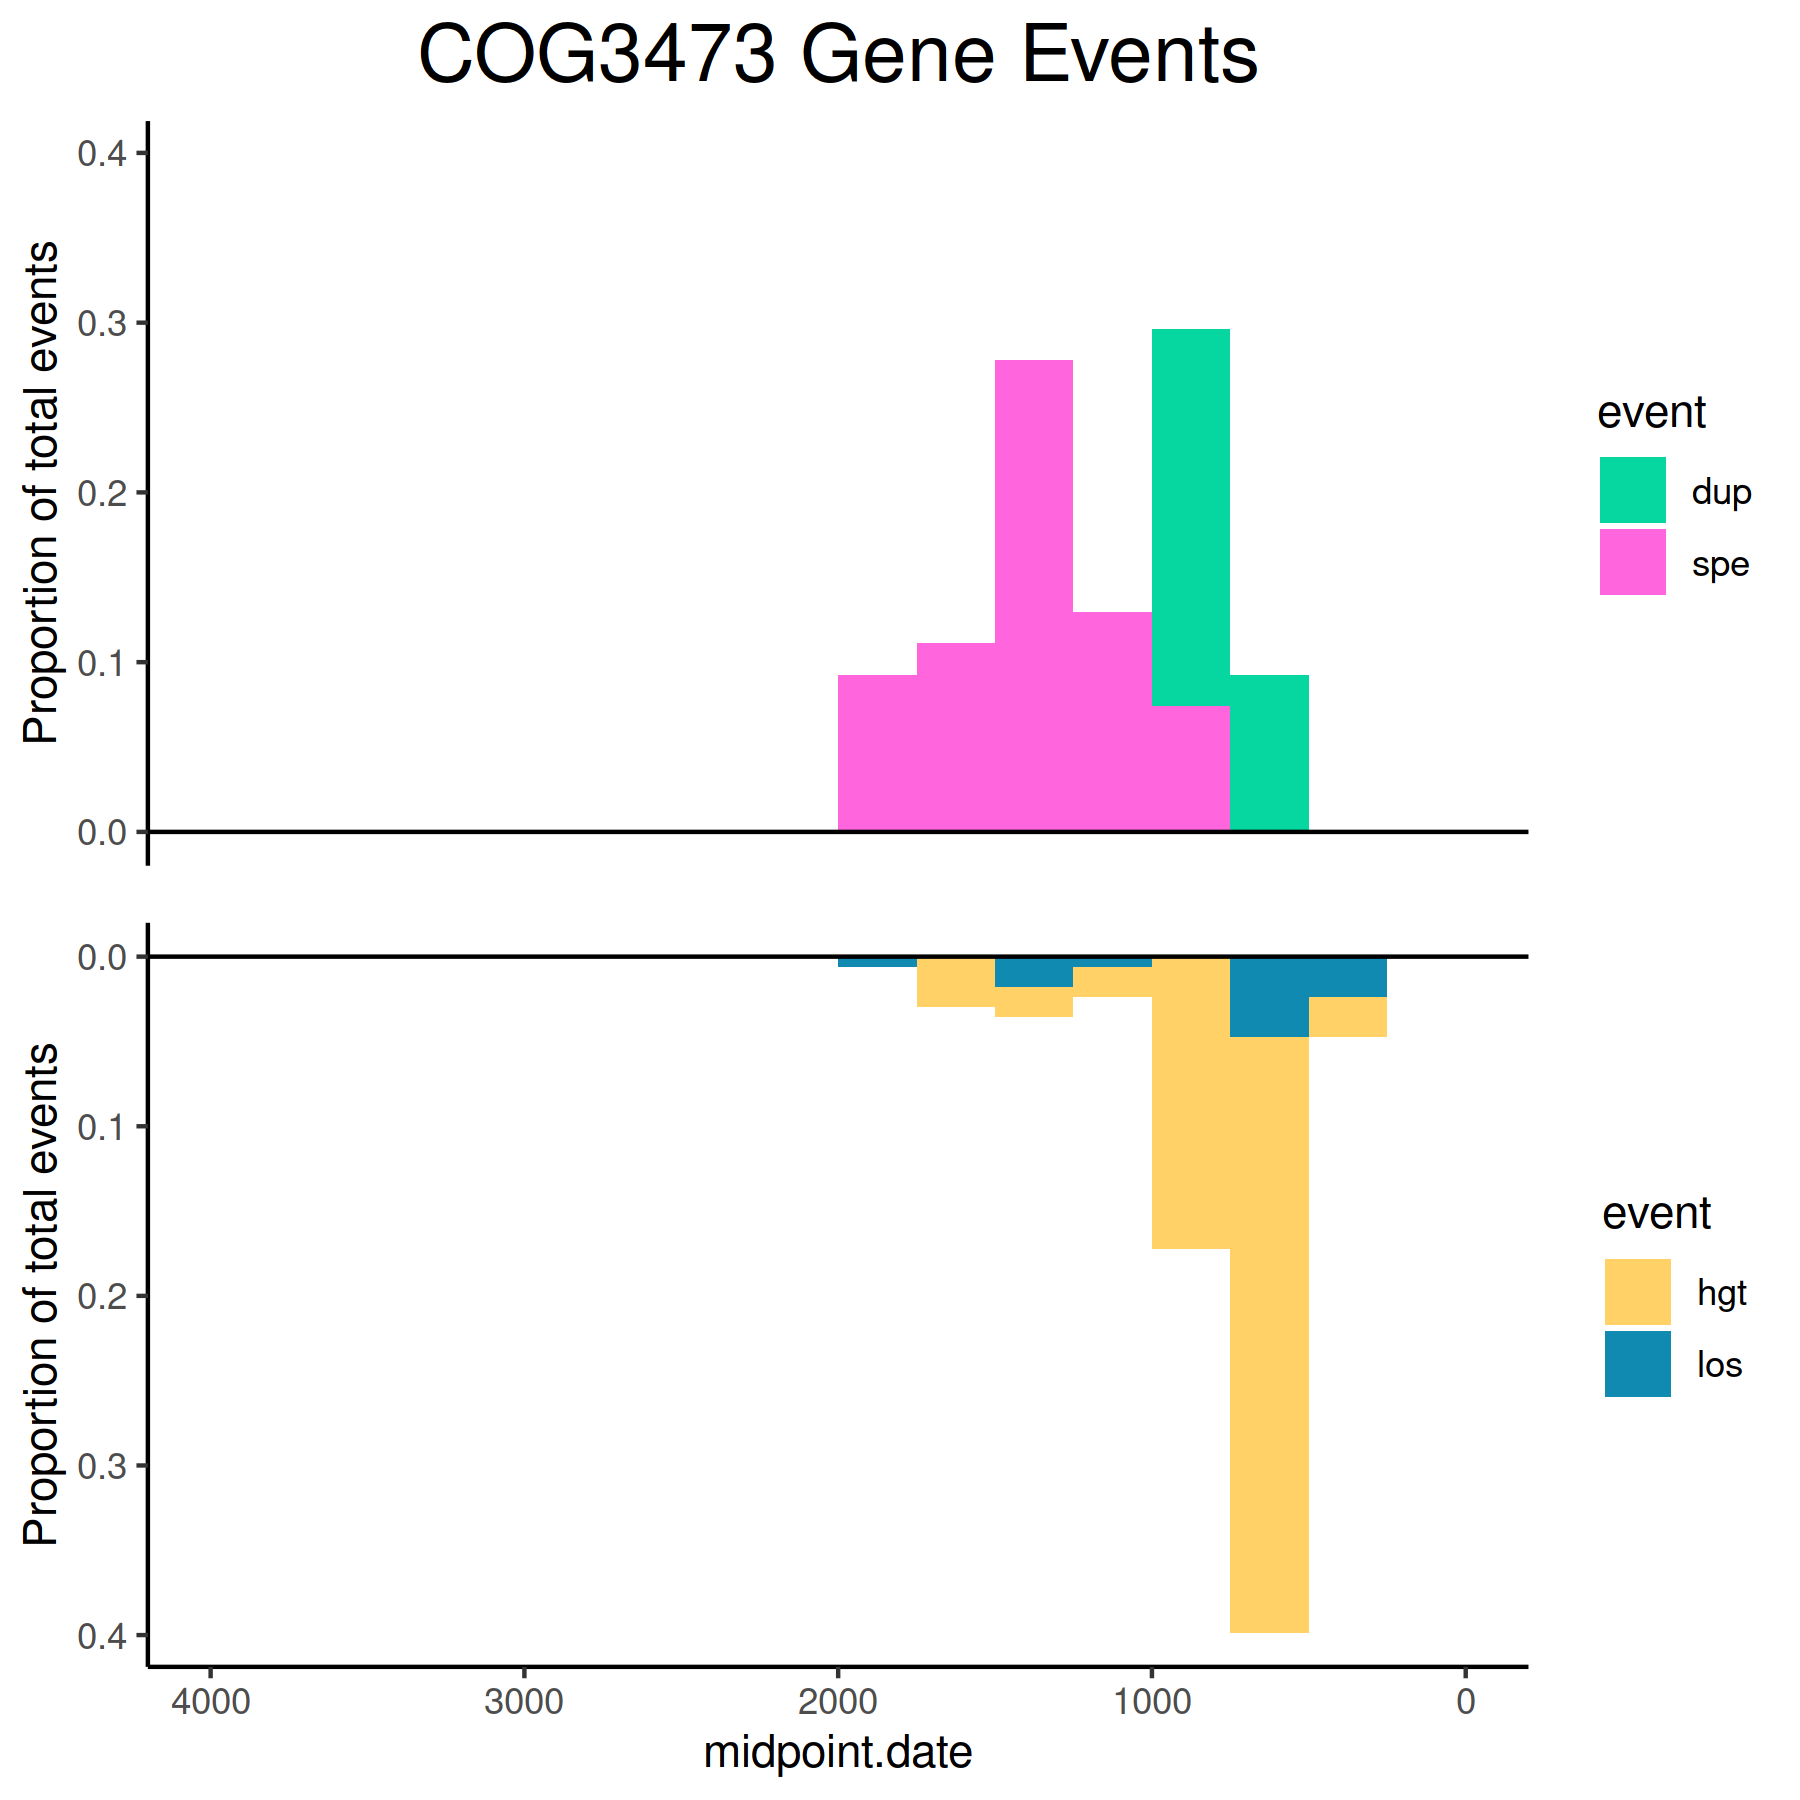 COG3473 Gene Events
Proportion of total events
0.4
0.3
0.2
0.1
0.0
event
dup
spe
Proportion of total events
0.0
0.1
0.2
0.3
0.4
event
hgt
los
4000 3000 2000 1000 0
midpoint.date